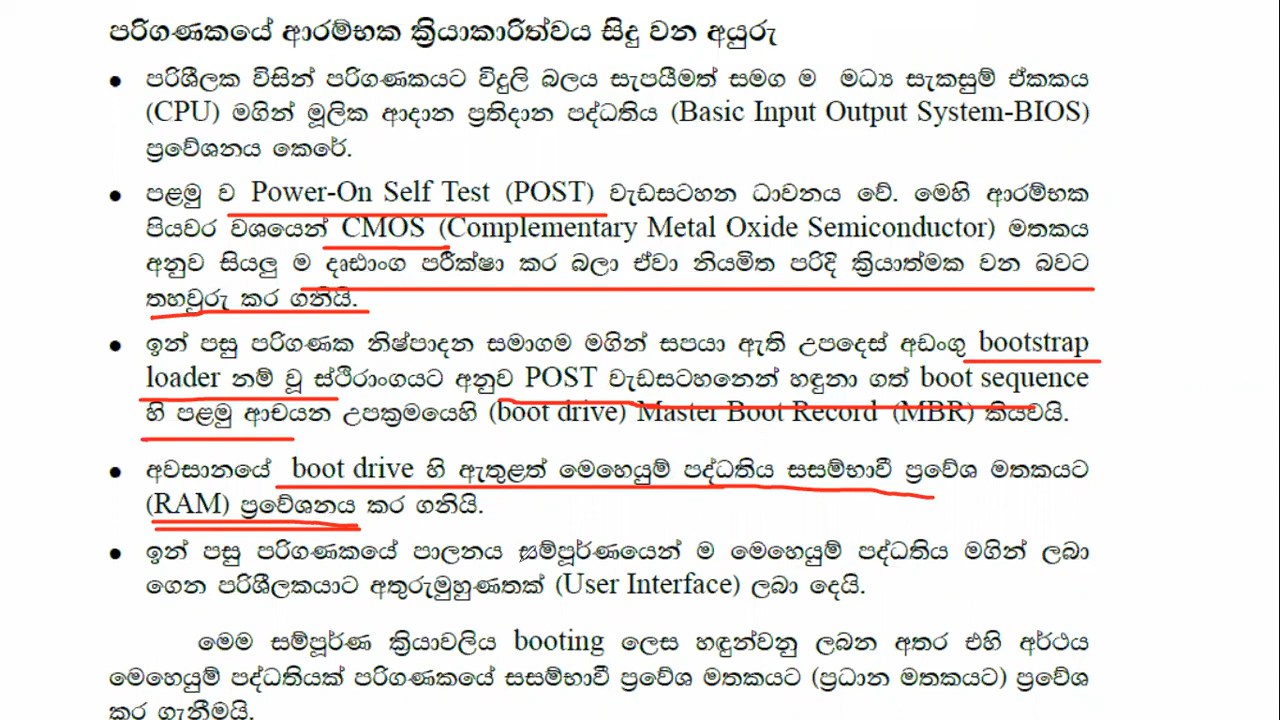 පරිගණකයේ ආරම්භක ක්‍රියාකාරිත්වය සිදු වන අයුරු
● පරිශීලක විසින් පරිගණකයට විදුලි බලය සැපයීමත් සමග ම මධ්‍ය සැකසුම් ඒකකය
(CPU) මගින් මූලික ආදාන ප්‍රතිදාන පද්ධතිය (Basic Input Output System-BIOS)
ප්‍රවේශනය කෙරේ.
● පළමු ව Power-On Self Test (POST) වැඩසටහන ධාවනය වේ. මෙහි ආරම්භක
පියවර වශයෙන් CMOS (Complementary Metal Oxide Semiconductor) මතකය
අනුව සියලු ම දෘඪාංග පරීක්ෂා කර බලා ඒවා නියමිත පරිදි ක්‍රියාත්මක වන බවට
තහවුරු කර ගනියි.
● ඉන් පසු පරිගණක නිෂ්පාදන සමාගම මගින් සපයා ඇති උපදෙස් අඩංගු bootstrap
loader නම් වූ ස්ථිරාංගයට අනුව POST වැඩසටහනෙන් හඳුනා ගත් boot sequence
හි පළමු ආචයන උපක්‍රමයෙහි (boot drive) Master Boot Record (MBR) කියවයි.
● අවසානයේ boot drive හි ඇතුළත් මෙහෙයුම් පද්ධතිය සසම්භාවී ප්‍රවේශ මතකයට
(RAM) ප්‍රවේශනය කර ගනියි.
● ඉන් පසු පරිගණකයේ පාලනය සම්පූර්ණයෙන් ම මෙහෙයුම් පද්ධතිය මගින් ලබා
ගෙන පරිශීලකයාට අතුරුමුහුණතක් (User Interface) ලබා දෙයි.
මෙම සම්පූර්ණ ක්‍රියාවලිය booting ලෙස හඳුන්වනු ලබන අතර එහි අර්ථය
මෙහෙයුම් පද්ධතියක් පරිගණකයේ සසම්භාවී ප්‍රවේශ මතකයට (ප්‍රධාන මතකයට) ප්‍රවේශ
කර ගැනීමයි.